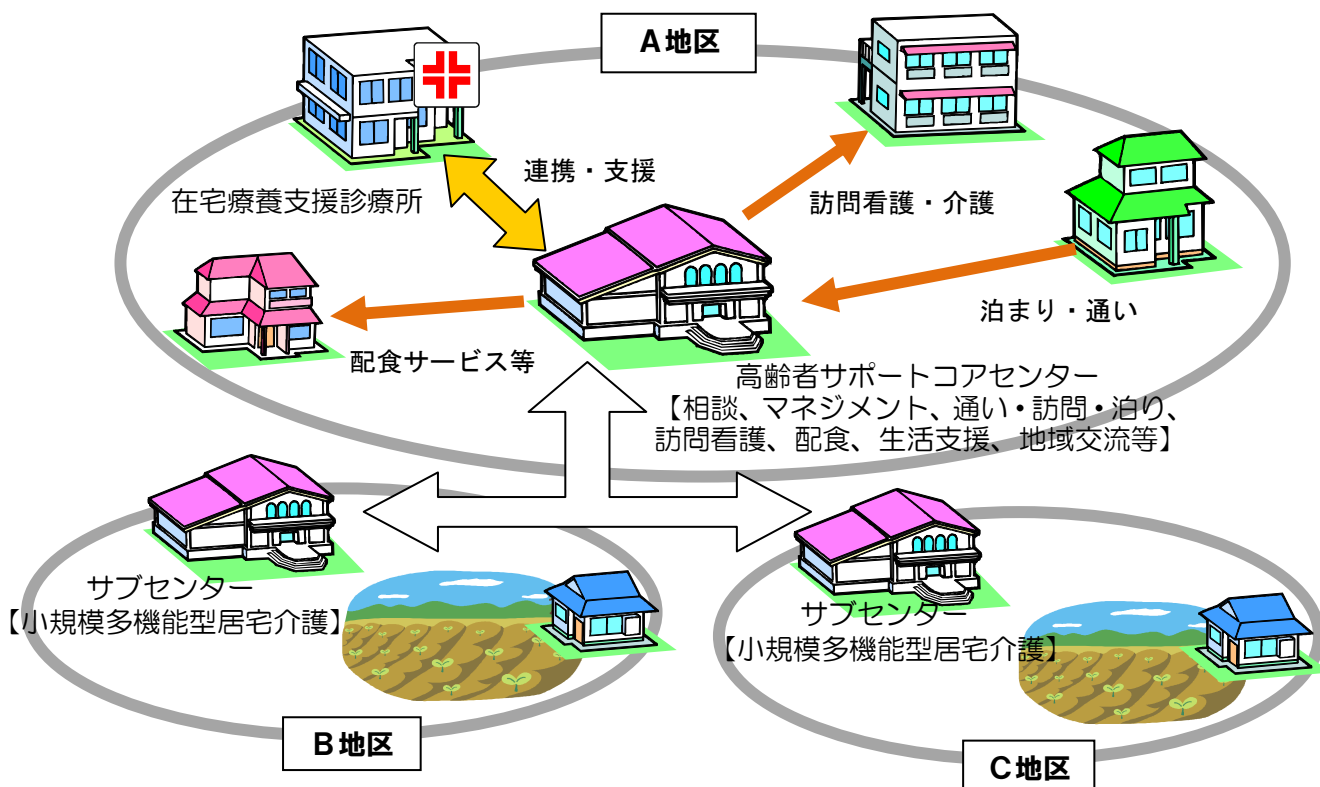 A地区
連携・支援
在宅療養支援診療所
訪問看護・介護
泊まり・通い
配食サービス等
高齢者サポートコアセンター
【相談、マネジメント、通い・訪問・泊り、
訪問看護、配食、生活支援、地域交流等】
サブセンター
【小規模多機能型居宅介護】
サブセンター
【小規模多機能型居宅介護】
B地区
C地区